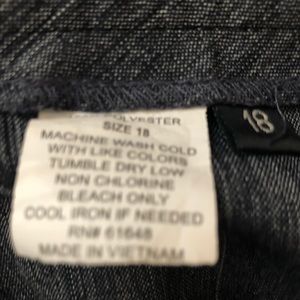 POLYESTER
SIZE 18
MACHINE WASH COLD
WITH LIKE COLORS
TUMBLE DRY LOW
NON CHLORINE
BLEACH ONLY
COOL IRON IF NEEDED
RN# 61648
MADE IN VIETNAM
18